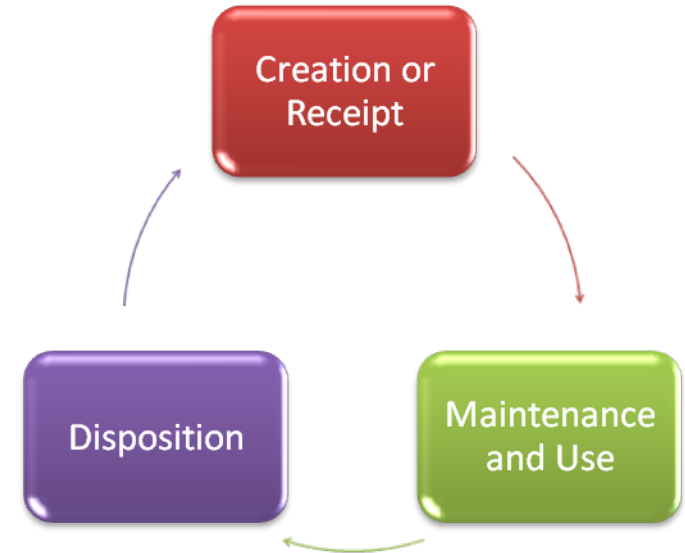 Creation or
Receipt
Maintenance
and Use
Disposition